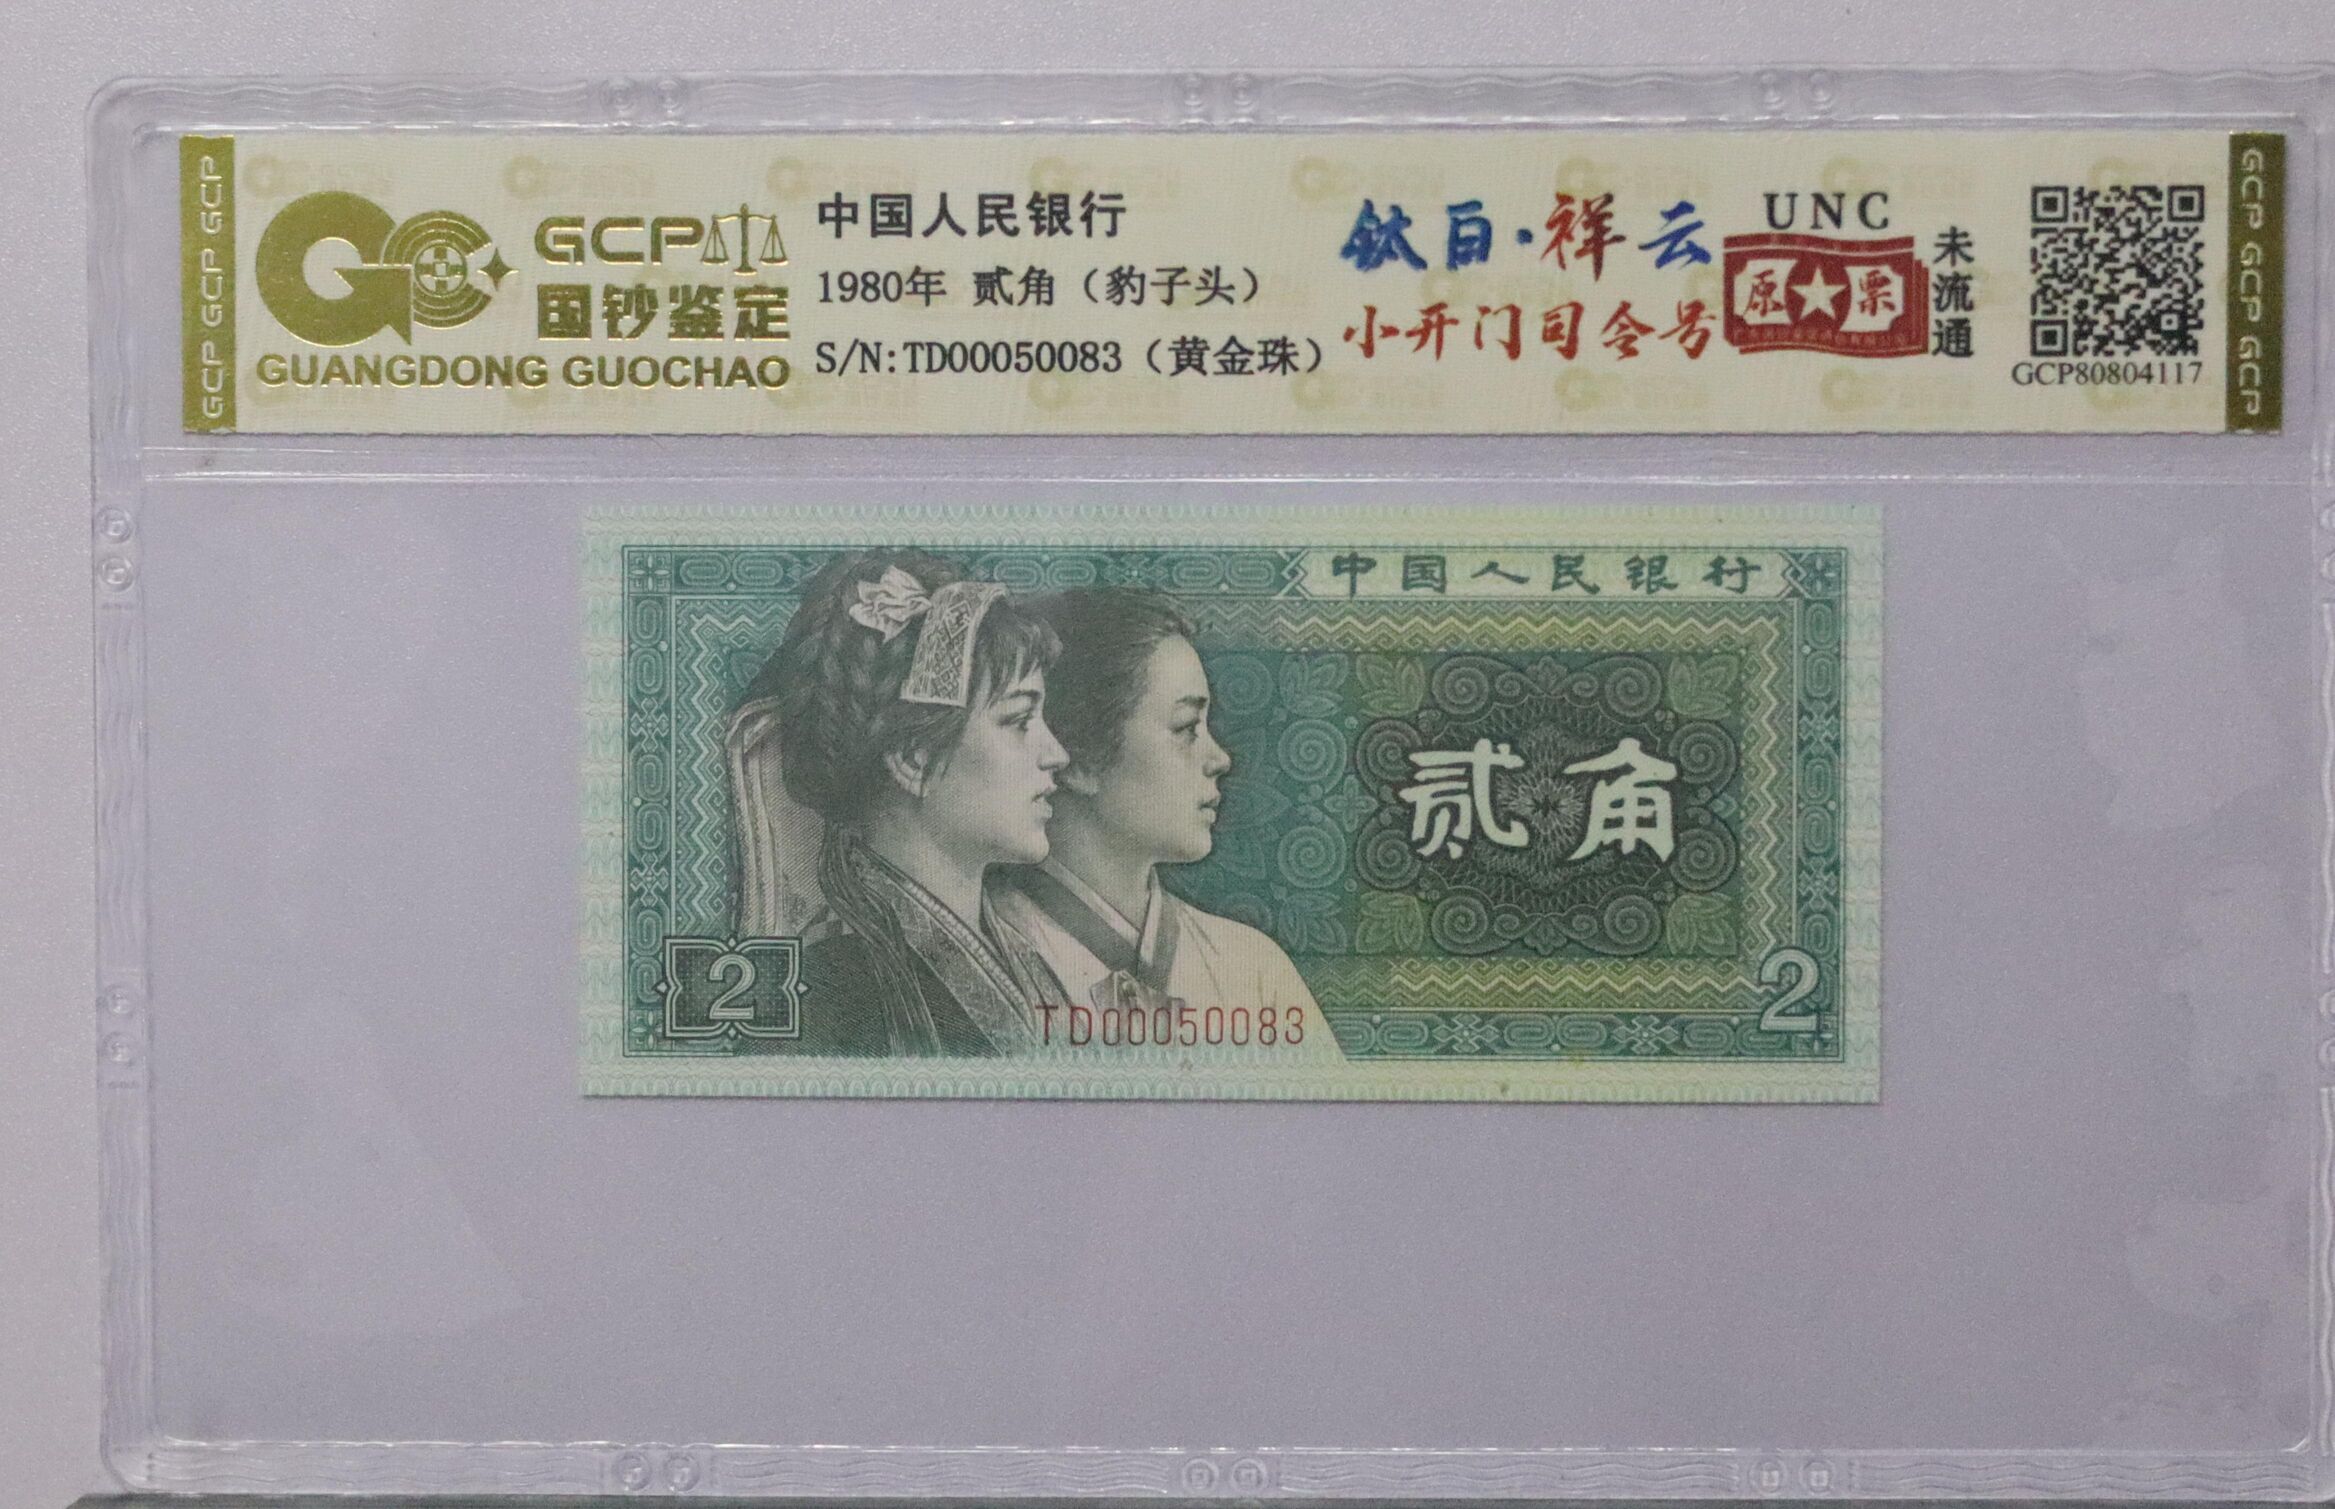 GCP GCP GCP
GCP
国钞鉴定
GUANGDONG GUOCHAO
中国人民银行
1980年 贰角（豹子头）
S/N:TD00050083（黄金珠）
钛白·祥云
小开门司令号
UNC
原票
未流通
GCP80804117
GCP GCP GCP
中国人民银行
贰角
2
2
TD00050083